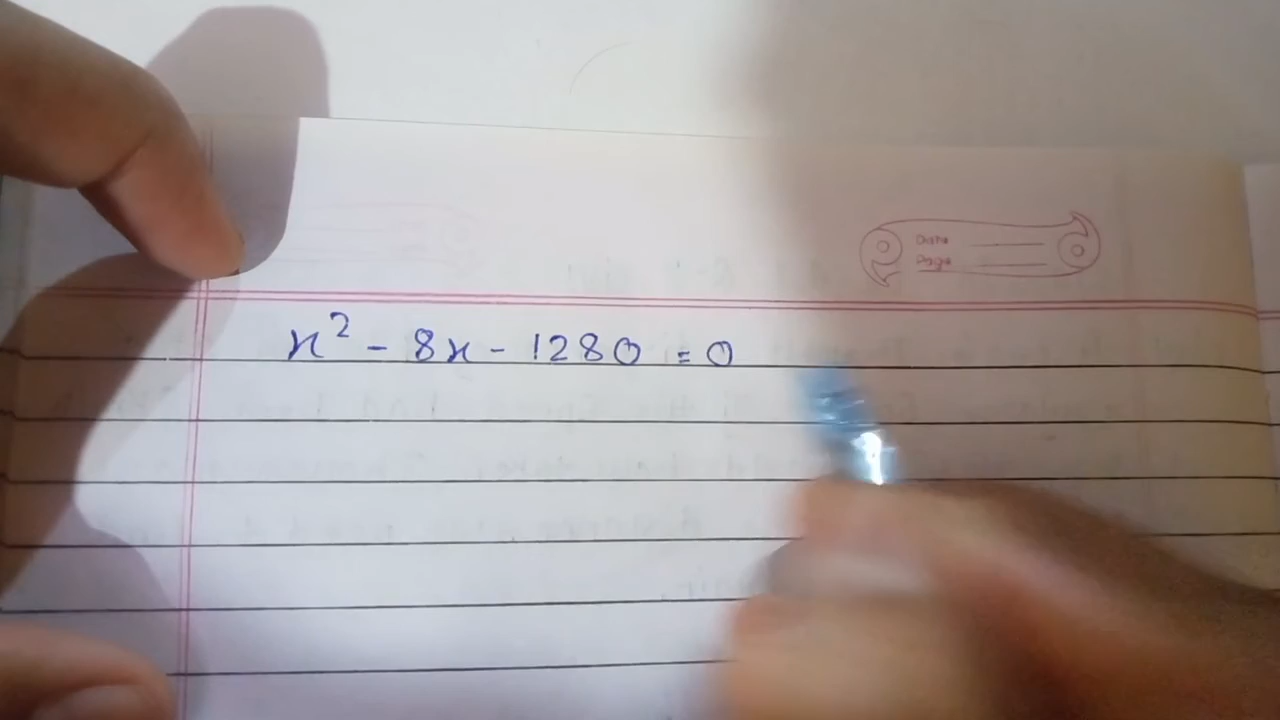 Date
Page
x² - 8x - 1280 = 0